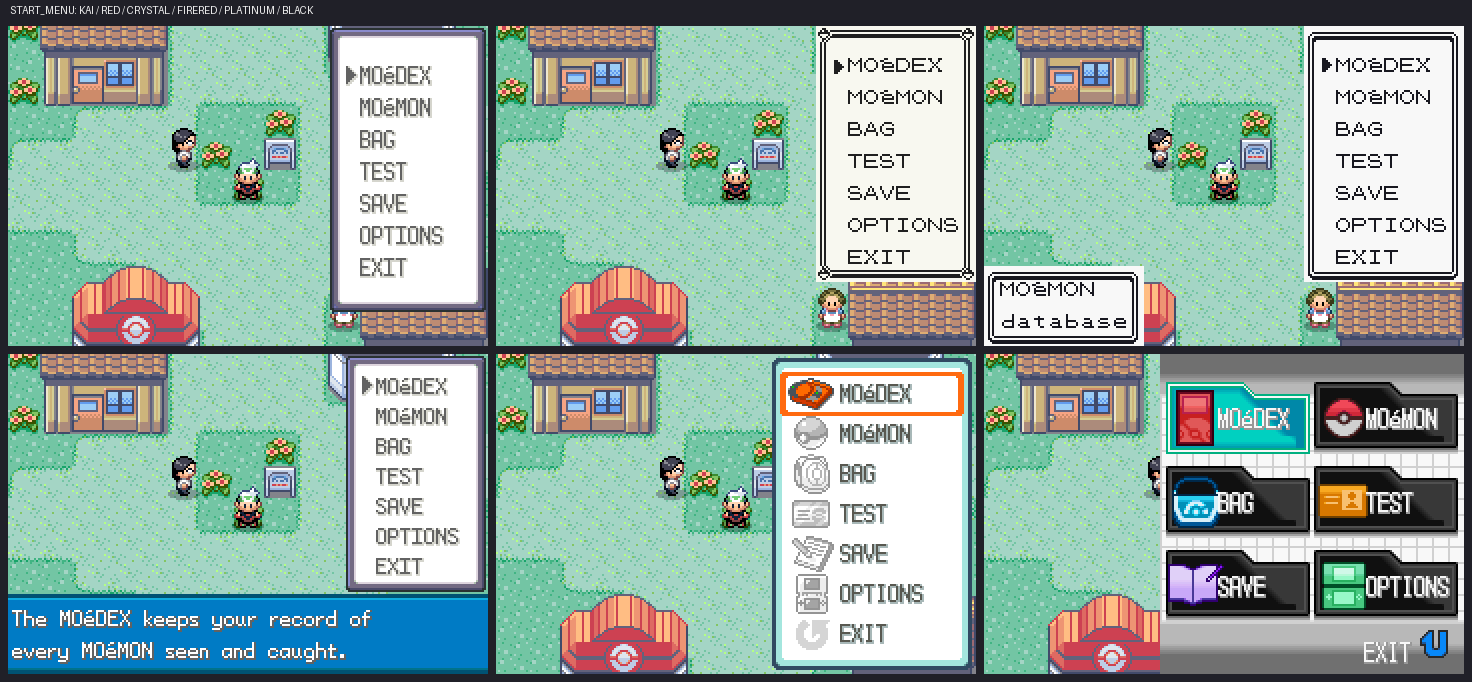 START_MENU: KAI / RED / CRYSTAL / FIRERED / PLATINUM / BLACK
MOéDEX
MOéMON
BAG
TEST
SAVE
OPTIONS
EXIT
MOéDEX
MOéMON
BAG
TEST
SAVE
OPTIONS
EXIT
MOéDEX
MOéMON
BAG
TEST
SAVE
OPTIONS
EXIT
MOéMON
database
MOéDEX
MOéMON
BAG
TEST
SAVE
OPTIONS
EXIT
The MOéDEX keeps your record of
every MOéMON seen and caught.
MOéDEX
MOéMON
BAG
TEST
SAVE
OPTIONS
EXIT
MOéDEX MOéMON
BAG TEST
SAVE OPTIONS
EXIT